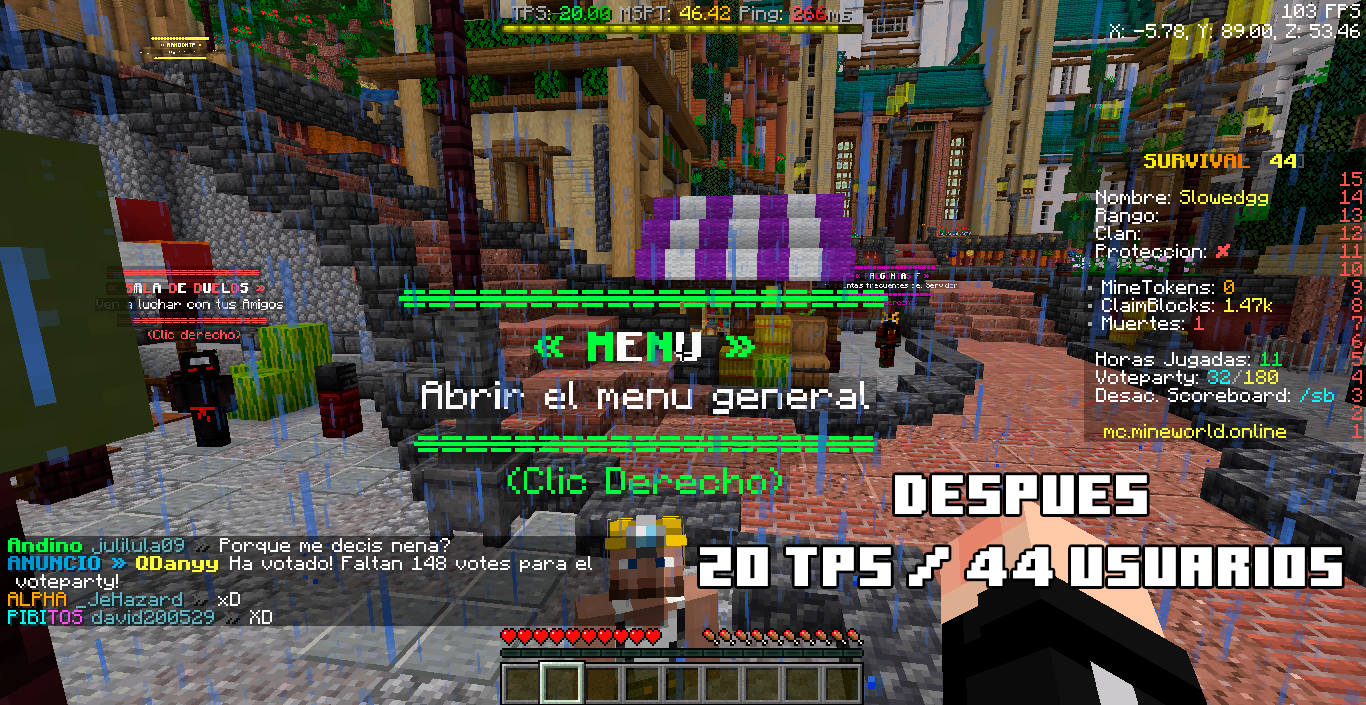 TPS: 20.00 MSPT: 46.42 Ping: 266ms
103 FPS
X: -5.78, Y: 89.00, Z: 53.46
« RANDOMTP »
SURVIVAL 44
15
Nombre: Slowedgg 14
Rango: 13
Clan: 12
Proteccion: ✘ 11
10
MineTokens: 0 9
ClaimBlocks: 1.47k 8
Muertes: 1 7
6
Horas Jugadas: 11 5
Voteparty: 32/180 4
Desac. Scoreboard: /sb 3
2
mc.mineworld.online 1
SALA DE DUELOS »
Ven a luchar con tus Amigos
(Clic derecho)
ntas frecuentes del Servidor
« MENU »
Abrir el menu general
(Clic Derecho)
DESPUES
20 TPS / 44 USUARIOS
Andino julilula09 » Porque me decis nena?
ANUNCIO » QDanyy Ha votado! Faltan 148 votes para el
voteparty!
ALPHA _JeHazard » xD
PIBITOS david200529 » XD